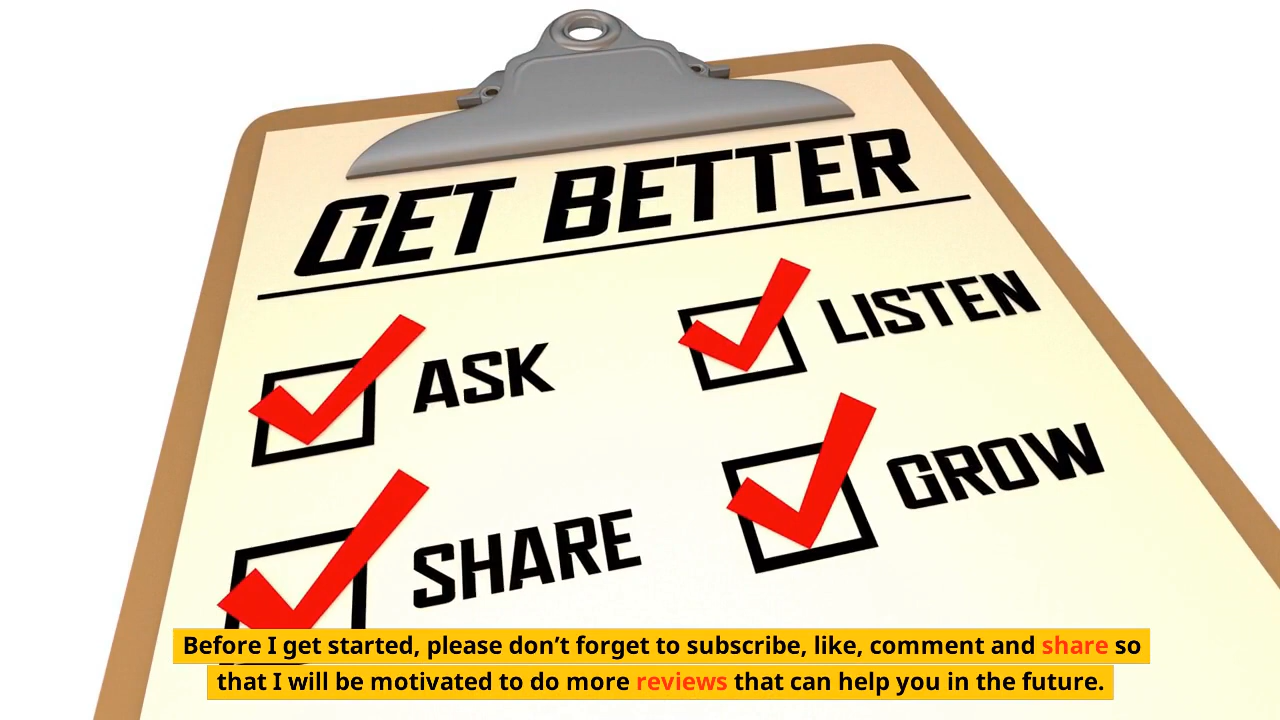 GET BETTER
ASK
LISTEN
SHARE
GROW
Before I get started, please don’t forget to subscribe, like, comment and share so
that I will be motivated to do more reviews that can help you in the future.